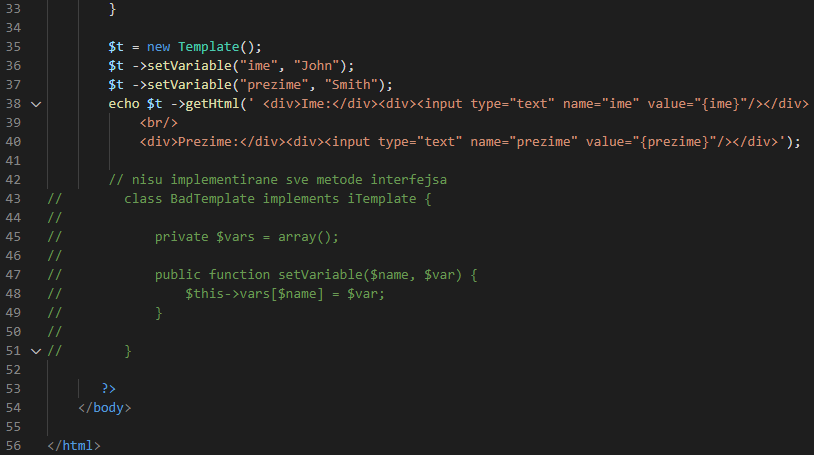 33 }
34
35 $t = new Template();
36 $t ->setVariable("ime", "John");
37 $t ->setVariable("prezime", "Smith");
38 echo $t ->getHtml(' <div>Ime:</div><div><input type="text" name="ime" value="{ime}"/></div>
39 <br/>
40 <div>Prezime:</div><div><input type="text" name="prezime" value="{prezime}"/></div>');
41
42 // nisu implementirane sve metode interfejsa
43 // class BadTemplate implements iTemplate {
44 //
45 // private $vars = array();
46 //
47 // public function setVariable($name, $var) {
48 // $this->vars[$name] = $var;
49 // }
50 //
51 // }
52
53 ?>
54 </body>
55
56 </html>